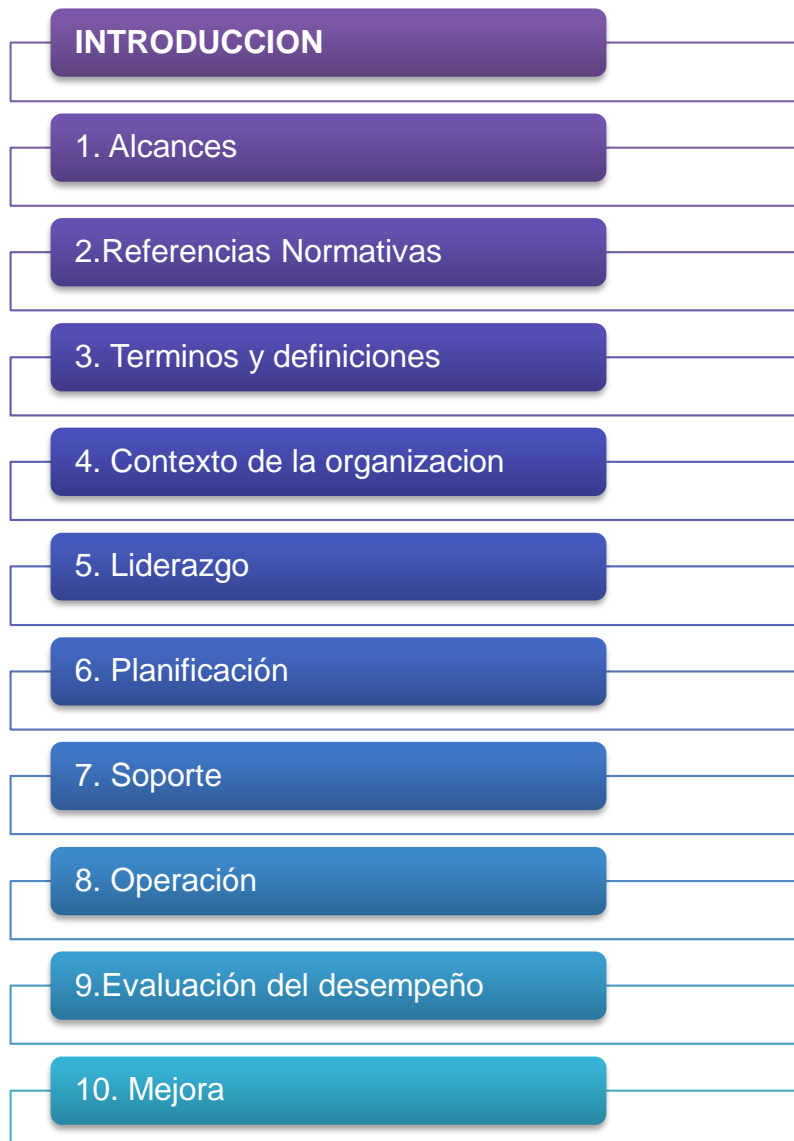 INTRODUCCION
1. Alcances
2.Referencias Normativas
3. Terminos y definiciones
4. Contexto de la organizacion
5. Liderazgo
6. Planificación
7. Soporte
8. Operación
9.Evaluación del desempeño
10. Mejora